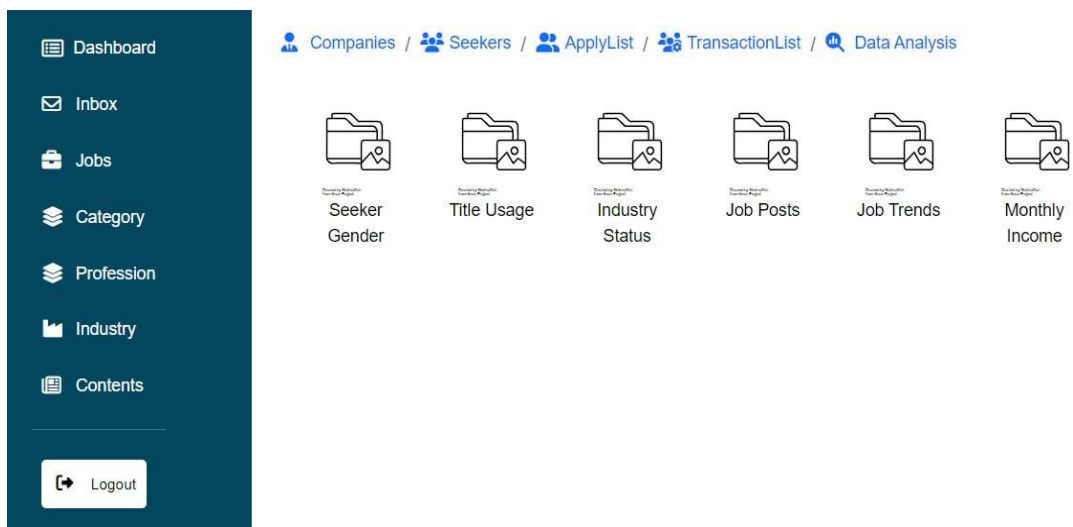 Dashboard
Inbox
Jobs
Category
Profession
Industry
Contents
Logout
Companies / Seekers / ApplyList / TransactionList / Data Analysis
Seeker
Gender
Title Usage
Industry
Status
Job Posts
Job Trends
Monthly
Income